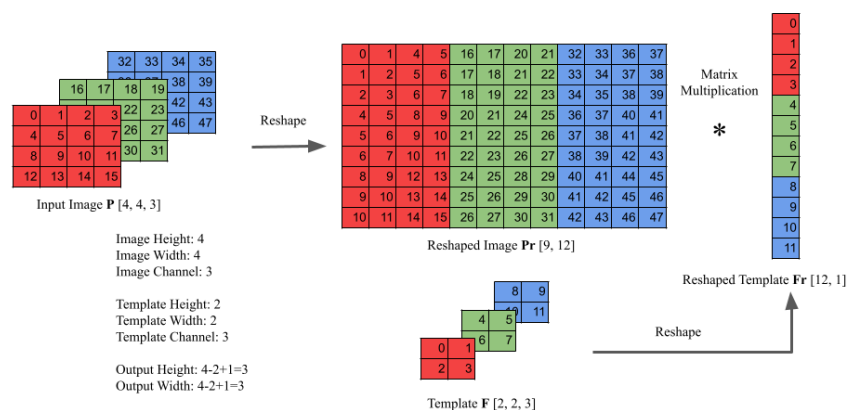 32 33 34 35
38 39
42 43
46 47
16 17 18 19
22 23
26 27
30 31
0 1 2 3
4 5 6 7
8 9 10 11
12 13 14 15
Input Image P [4, 4, 3]
Image Height: 4
Image Width: 4
Image Channel: 3
Template Height: 2
Template Width: 2
Template Channel: 3
Output Height: 4-2+1=3
Output Width: 4-2+1=3
Reshape
0 1 4 5 16 17 20 21 32 33 36 37
1 2 5 6 17 18 21 22 33 34 37 38
2 3 6 7 18 19 22 23 34 35 38 39
4 5 8 9 20 21 24 25 36 37 40 41
5 6 9 10 21 22 25 26 37 38 41 42
6 7 10 11 22 23 26 27 38 39 42 43
8 9 12 13 24 25 28 29 40 41 44 45
9 10 13 14 25 26 29 30 41 42 45 46
10 11 14 15 26 27 30 31 42 43 46 47
Reshaped Image Pr [9, 12]
Matrix
Multiplication
*
0
1
2
3
4
5
6
7
8
9
10
11
Reshaped Template Fr [12, 1]
8 9
10 11
4 5
6 7
0 1
2 3
Template F [2, 2, 3]
Reshape